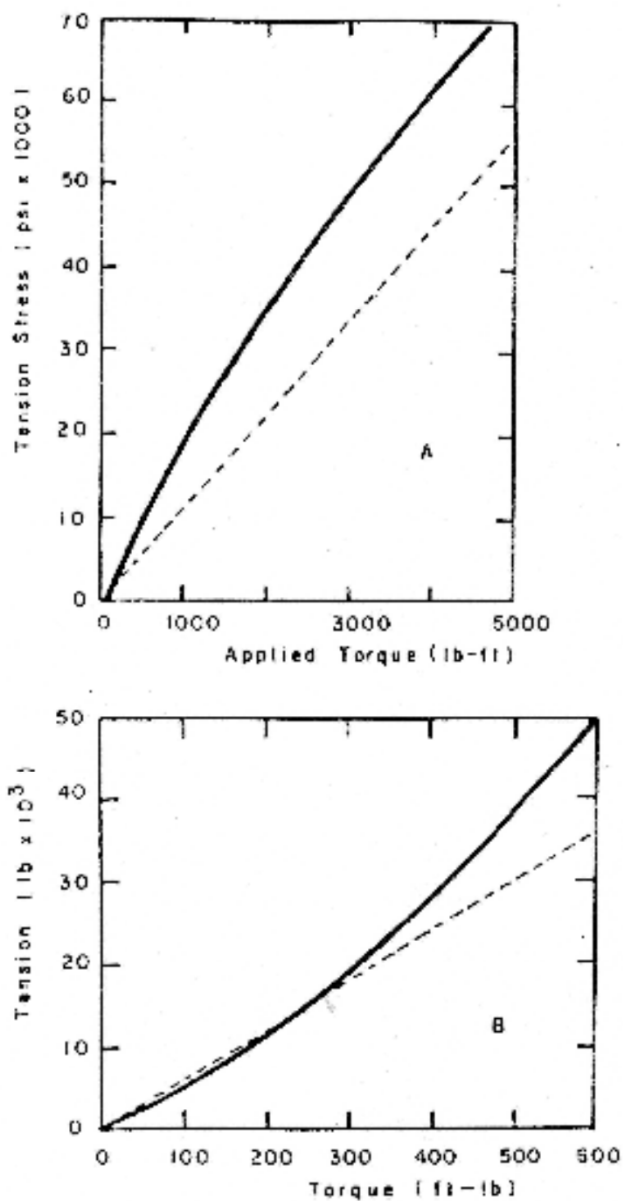 70
60
50
40
30
20
10
0
Tension Stress (psi x 1000)
0 1000 3000 5000
Applied Torque (lb-ft)
A
50
40
30
20
10
0
Tension (lb x 10³)
0 100 200 300 400 500 600
Torque (ft-lb)
B